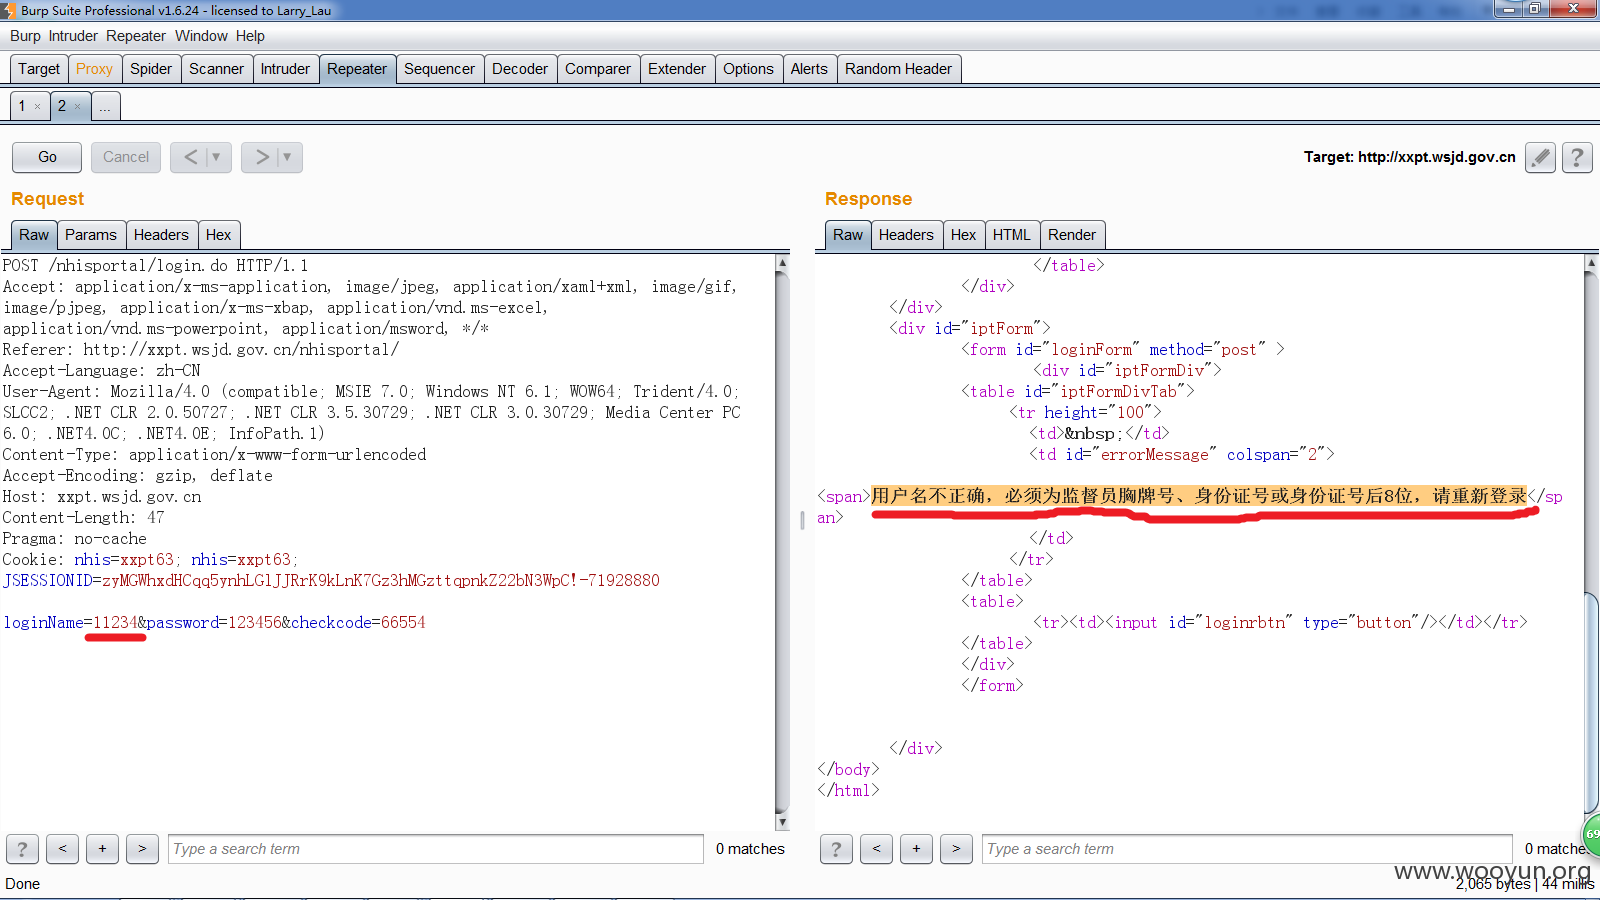 Burp Suite Professional v1.6.24 - licensed to Larry_Lau
Burp Intruder Repeater Window Help
Target Proxy Spider Scanner Intruder Repeater Sequencer Decoder Comparer Extender Options Alerts Random Header
1 × 2 × ...
Go Cancel < ▼ > ▼ Target: http://xxpt.wsjd.gov.cn ?
Request
Raw Params Headers Hex
POST /nhisportal/login.do HTTP/1.1
Accept: application/x-ms-application, image/jpeg, application/xaml+xml, image/gif,
image/pjpeg, application/x-ms-xbap, application/vnd.ms-excel,
application/vnd.ms-powerpoint, application/msword, */*
Referer: http://xxpt.wsjd.gov.cn/nhisportal/
Accept-Language: zh-CN
User-Agent: Mozilla/4.0 (compatible; MSIE 7.0; Windows NT 6.1; WOW64; Trident/4.0;
SLCC2; .NET CLR 2.0.50727; .NET CLR 3.5.30729; .NET CLR 3.0.30729; Media Center PC
6.0; .NET4.0C; .NET4.0E; InfoPath.1)
Content-Type: application/x-www-form-urlencoded
Accept-Encoding: gzip, deflate
Host: xxpt.wsjd.gov.cn
Content-Length: 47
Pragma: no-cache
Cookie: nhis=xxpt63; nhis=xxpt63;
JSESSIONID=zyMGWhxdHCqq5ynhLGlJJRrK9kLnK7Gz3hMGzttqpnkZ22bN3WpC!-71928880
loginName=11234&password=123456&checkcode=66554
? < + > Type a search term 0 matches
Response
Raw Headers Hex HTML Render
</table>
</div>
</div>
<div id="iptForm">
<form id="loginForm" method="post" >
<div id="iptFormDiv">
<table id="iptFormDivTab">
<tr height="100">
<td>&nbsp;</td>
<td id="errorMessage" colspan="2">
<span>用户名不正确，必须为监督员胸牌号、身份证号或身份证号后8位，请重新登录</sp
an>
</td>
</tr>
</table>
<table>
<tr><td><input id="loginrbtn" type="button"/></td></tr>
</table>
</div>
</form>
</div>
</body>
</html>
? < + > Type a search term 0 matches
69
www.wooyun.org
Done 2,065 bytes | 44 millis